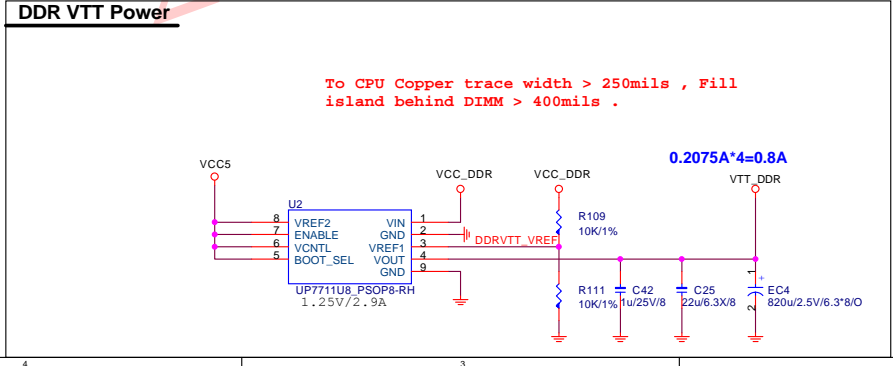 DDR VTT Power
To CPU Copper trace width > 250mils , Fill
island behind DIMM > 400mils .
0.2075A*4=0.8A
VCC5
VCC_DDR
VCC_DDR
VTT_DDR
U2
8 VREF2 VIN 1
7 ENABLE GND 2
6 VCNTL VREF1 3
5 BOOT_SEL VOUT 4
GND 9
DDRVTT_VREF
UP7711U8_PSOP8-RH
1.25V/2.9A
R109
10K/1%
R111
10K/1%
C42
1u/25V/8
C25
22u/6.3X/8
1
+
EC4
820u/2.5V/6.3*8/O
2
4
3